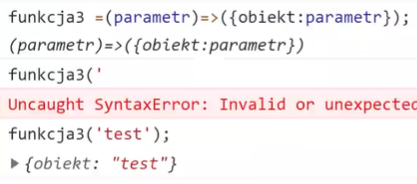 funkcja3 =(parametr)=>({obiekt:parametr});
(parametr)=>({obiekt:parametr})
funkcja3('
Uncaught SyntaxError: Invalid or unexpected
funkcja3('test');
▶ {obiekt: "test"}